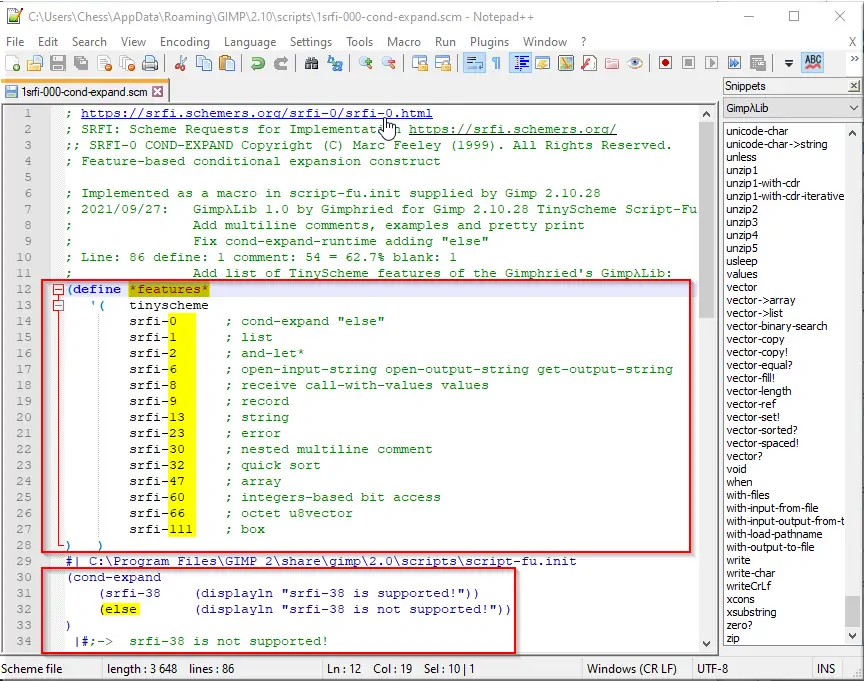 C:\Users\Chess\AppData\Roaming\GIMP\2.10\scripts\1srfi-000-cond-expand.scm - Notepad++
File Edit Search View Encoding Language Settings Tools Macro Run Plugins Window ? X
ABC
1srfi-000-cond-expand.scm
1 ; https://srfi.schemers.org/srfi-0/srfi-0.html
2 ; SRFI: Scheme Requests for Implementation https://srfi.schemers.org/
3 ;; SRFI-0 COND-EXPAND Copyright (C) Marc Feeley (1999). All Rights Reserved.
4 ; Feature-based conditional expansion construct
5
6 ; Implemented as a macro in script-fu.init supplied by Gimp 2.10.28
7 ; 2021/09/27: GimpλLib 1.0 by Gimphried for Gimp 2.10.28 TinyScheme Script-Fu
8 ; Add multiline comments, examples and pretty print
9 ; Fix cond-expand-runtime adding "else"
10 ; Line: 86 define: 1 comment: 54 = 62.7% blank: 1
11 ; Add list of TinyScheme features of the Gimphried's GimpλLib:
12 (define *features*
13 '( tinyscheme
14 srfi-0 ; cond-expand "else"
15 srfi-1 ; list
16 srfi-2 ; and-let*
17 srfi-6 ; open-input-string open-output-string get-output-string
18 srfi-8 ; receive call-with-values values
19 srfi-9 ; record
20 srfi-13 ; string
21 srfi-23 ; error
22 srfi-30 ; nested multiline comment
23 srfi-32 ; quick sort
24 srfi-47 ; array
25 srfi-60 ; integers-based bit access
26 srfi-66 ; octet u8vector
27 srfi-111 ; box
28 ) )
29 #| C:\Program Files\GIMP 2\share\gimp\2.0\scripts\script-fu.init
30 (cond-expand
31 (srfi-38 (displayln "srfi-38 is supported!"))
32 (else (displayln "srfi-38 is not supported!"))
33 )
34 |#;-> srfi-38 is not supported!
Snippets
GimpλLib
unicode-char
unicode-char->string
unless
unzip1
unzip1-with-cdr
unzip1-with-cdr-iterative
unzip2
unzip3
unzip4
unzip5
usleep
values
vector
vector->array
vector->list
vector-binary-search
vector-copy
vector-copy!
vector-equal?
vector-fill!
vector-length
vector-ref
vector-set!
vector-sorted?
vector-spaced!
vector?
void
when
with-files
with-input-from-file
with-input-output-from-t
with-load-pathname
with-output-to-file
write
write-char
writeCrLf
xcons
xsubstring
zero?
zip
Scheme file length : 3 648 lines : 86 Ln : 12 Col : 19 Sel : 10 | 1 Windows (CR LF) UTF-8 INS